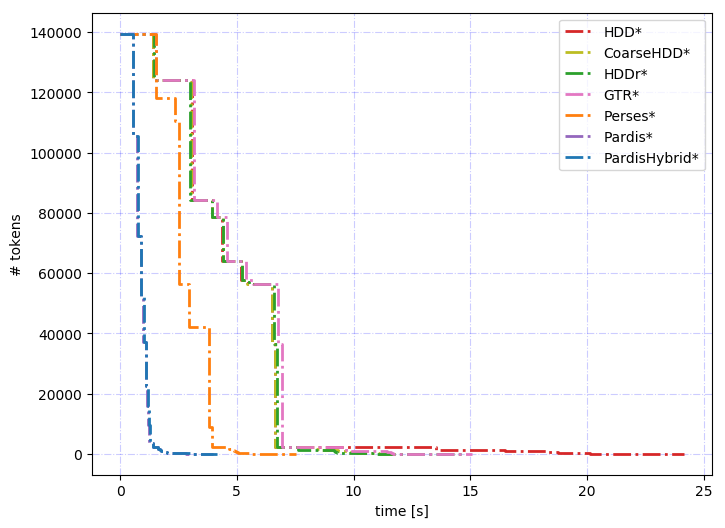 140000
120000
100000
80000
60000
40000
20000
0
# tokens
HDD*
CoarseHDD*
HDDr*
GTR*
Perses*
Pardis*
PardisHybrid*
0 5 10 15 20 25
time [s]